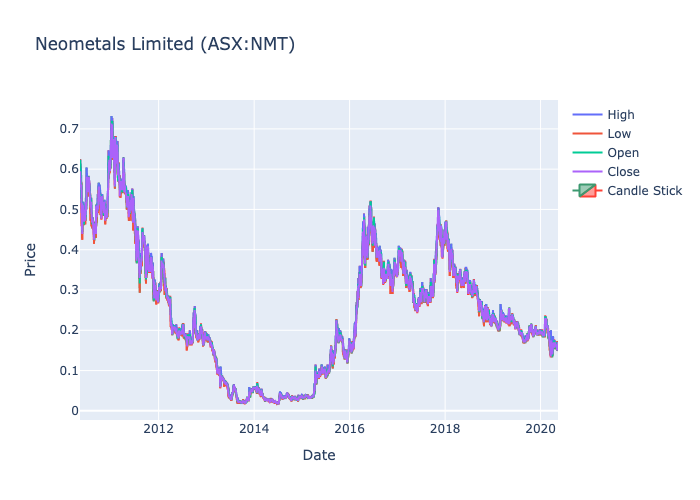 Neometals Limited (ASX:NMT)
High
Low
Open
Close
Candle Stick
0.7
0.6
0.5
0.4
0.3
0.2
0.1
0
Price
2012 2014 2016 2018 2020
Date